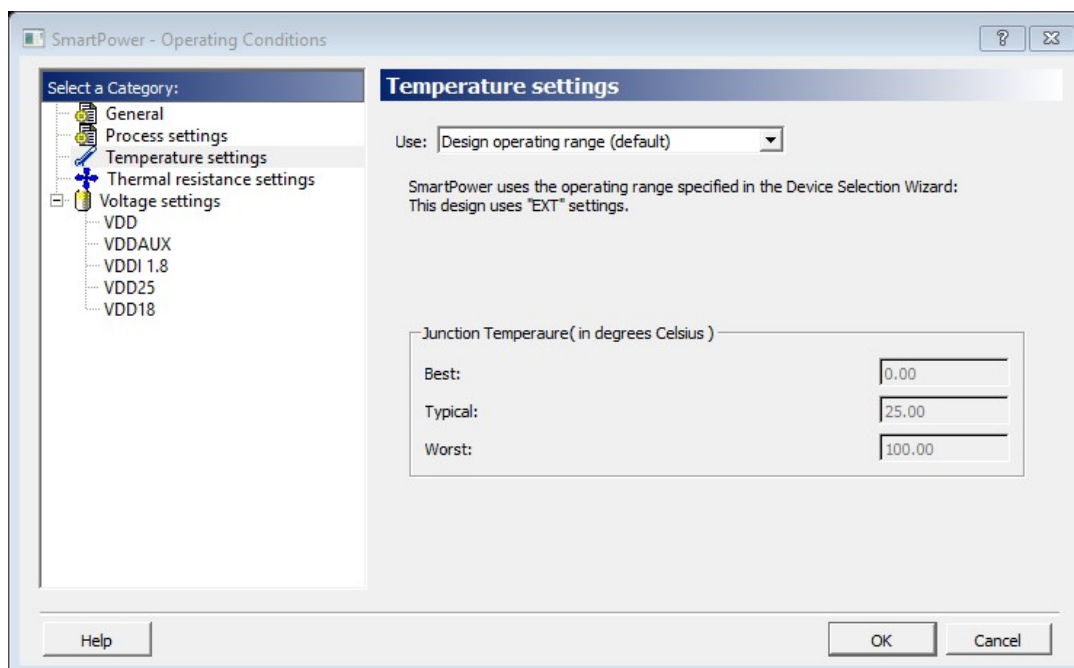 SmartPower - Operating Conditions
Select a Category:
General
Process settings
Temperature settings
Thermal resistance settings
Voltage settings
VDD
VDDAUX
VDDI 1.8
VDD25
VDD18
Temperature settings
Use: Design operating range (default)
SmartPower uses the operating range specified in the Device Selection Wizard:
This design uses "EXT" settings.
Junction Temperaure( in degrees Celsius )
Best: 0.00
Typical: 25.00
Worst: 100.00
Help OK Cancel